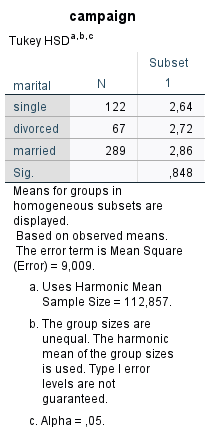 campaign
Tukey HSDa,b,c
Subset
marital N 1
single 122 2,64
divorced 67 2,72
married 289 2,86
Sig. ,848
Means for groups in
homogeneous subsets are
displayed.
Based on observed means.
The error term is Mean Square
(Error) = 9,009.
a. Uses Harmonic Mean
Sample Size = 112,857.
b. The group sizes are
unequal. The harmonic
mean of the group sizes
is used. Type I error
levels are not
guaranteed.
c. Alpha = ,05.